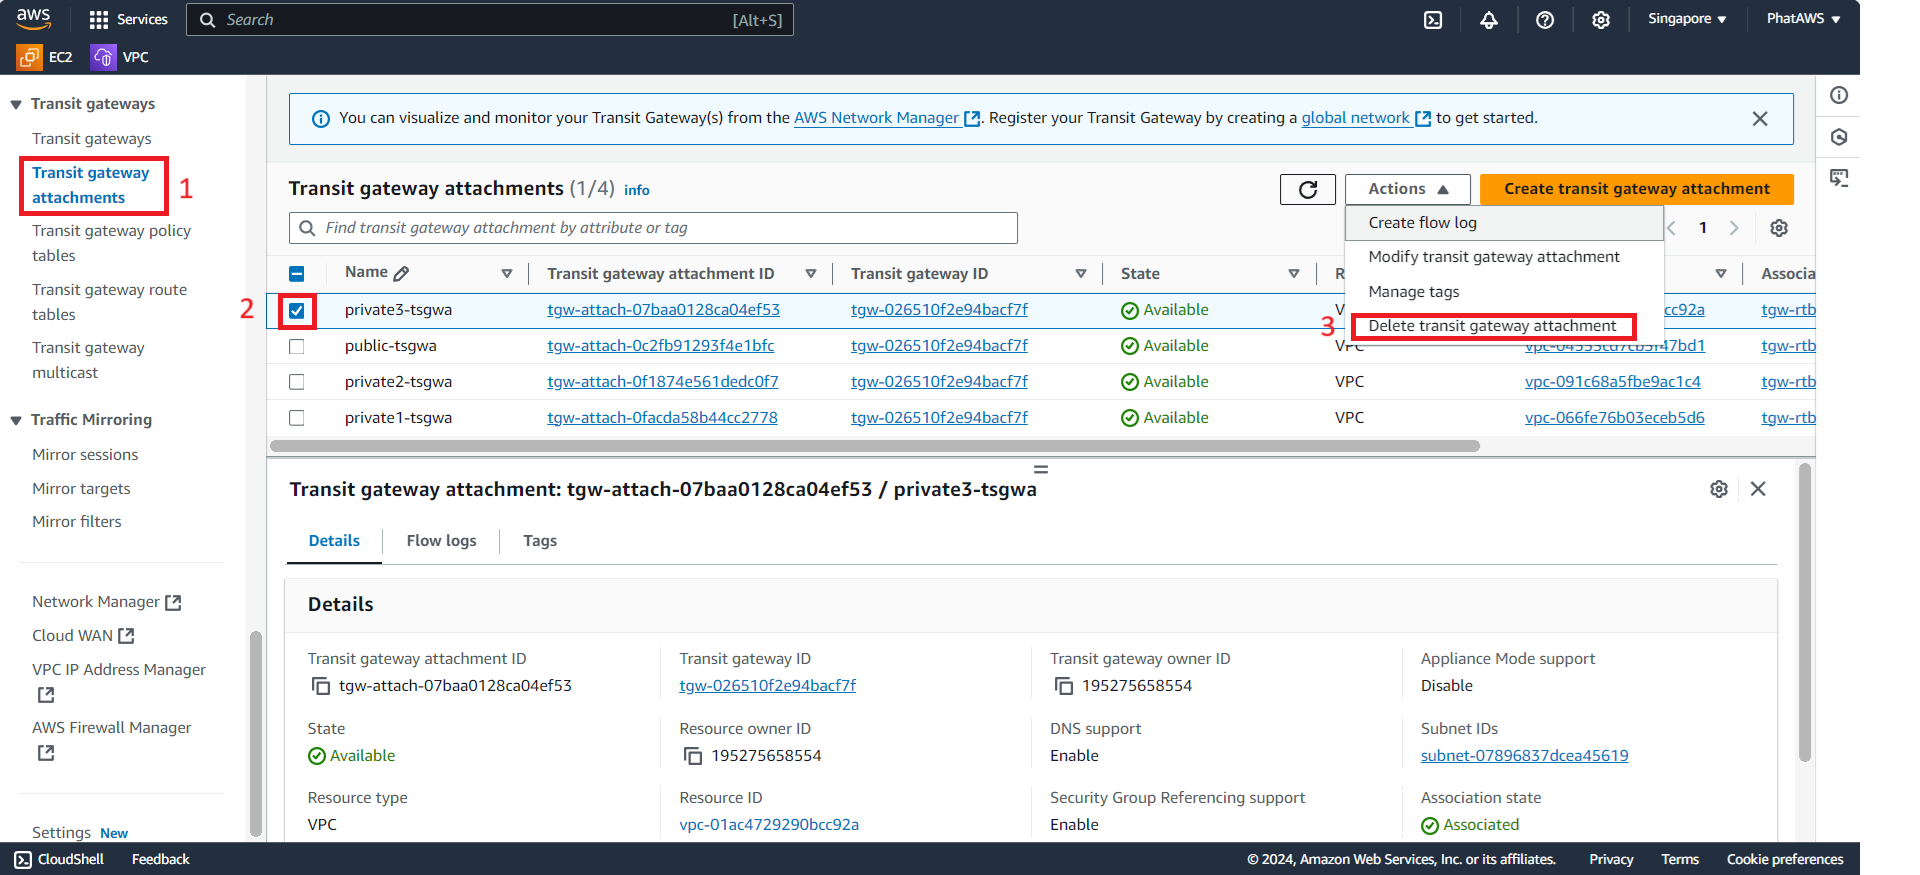 aws
Services
Search
[Alt+S]
Singapore
PhatAWS
EC2
VPC
Transit gateways
Transit gateways
Transit gateway
attachments
1
Transit gateway policy
tables
Transit gateway route
tables
Transit gateway
multicast
Traffic Mirroring
Mirror sessions
Mirror targets
Mirror filters
Network Manager
Cloud WAN
VPC IP Address Manager
AWS Firewall Manager
Settings New
You can visualize and monitor your Transit Gateway(s) from the AWS Network Manager . Register your Transit Gateway by creating a global network to get started.
Transit gateway attachments (1/4) info
Actions
Create transit gateway attachment
Find transit gateway attachment by attribute or tag
1
Create flow log
Modify transit gateway attachment
Manage tags
3
Delete transit gateway attachment
Name
Transit gateway attachment ID
Transit gateway ID
State
R
Associa
2
private3-tsgwa tgw-attach-07baa0128ca04ef53 tgw-026510f2e94bacf7f Available V cc92a tgw-rtb
public-tsgwa tgw-attach-0c2fb91293f4e1bfc tgw-026510f2e94bacf7f Available VPC tgw-rtb
private2-tsgwa tgw-attach-0f1874e561dedc0f7 tgw-026510f2e94bacf7f Available VPC vpc-091c68a5fbe9ac1c4 tgw-rtb
private1-tsgwa tgw-attach-0facda58b44cc2778 tgw-026510f2e94bacf7f Available VPC vpc-066fe76b03eceb5d6 tgw-rtb
Transit gateway attachment: tgw-attach-07baa0128ca04ef53 / private3-tsgwa
Details
Flow logs
Tags
Details
Transit gateway attachment ID
tgw-attach-07baa0128ca04ef53
Transit gateway ID
tgw-026510f2e94bacf7f
Transit gateway owner ID
195275658554
Appliance Mode support
Disable
State
Available
Resource owner ID
195275658554
DNS support
Enable
Subnet IDs
subnet-07896837dcea45619
Resource type
VPC
Resource ID
vpc-01ac4729290bcc92a
Security Group Referencing support
Enable
Association state
Associated
CloudShell
Feedback
© 2024, Amazon Web Services, Inc. or its affiliates.
Privacy
Terms
Cookie preferences